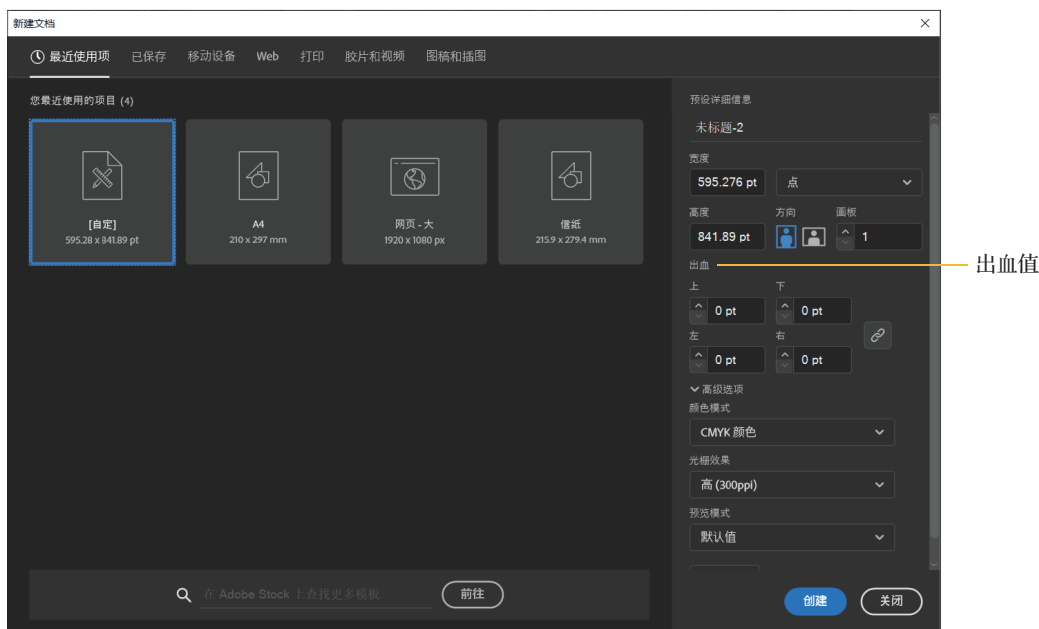 新建文档
最近使用项 已保存 移动设备 Web 打印 胶片和视频 图稿和插图
您最近使用的项目 (4)
[自定]
595.28 x 841.89 pt
A4
210 x 297 mm
网页 - 大
1920 x 1080 px
信纸
215.9 x 279.4 mm
在 Adobe Stock 上查找更多模板 前往
预设详细信息
未标题-2
宽度
595.276 pt 点
高度 方向 画板
841.89 pt 1
出血
出血值
上 下
0 pt 0 pt
左 右
0 pt 0 pt
高级选项
颜色模式
CMYK 颜色
光栅效果
高 (300ppi)
预览模式
默认值
创建 关闭